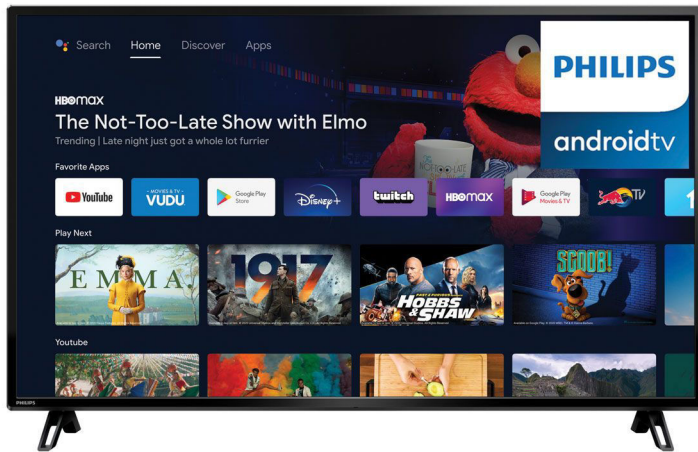 Search Home Discover Apps
PHILIPS
androidtv
HBOmax
The Not-Too-Late Show with Elmo
Trending | Late night just got a whole lot furrier
Favorite Apps
YouTube
MOVIES & TV
VUDU
Google Play
Store
Disney+
twitch
HBOmax
Google Play
Movies & TV
TV
Play Next
EMMA.
1917
FAST & FURIOUS
HOBBS
& SHAW
SCOOB!
Youtube
PHILIPS